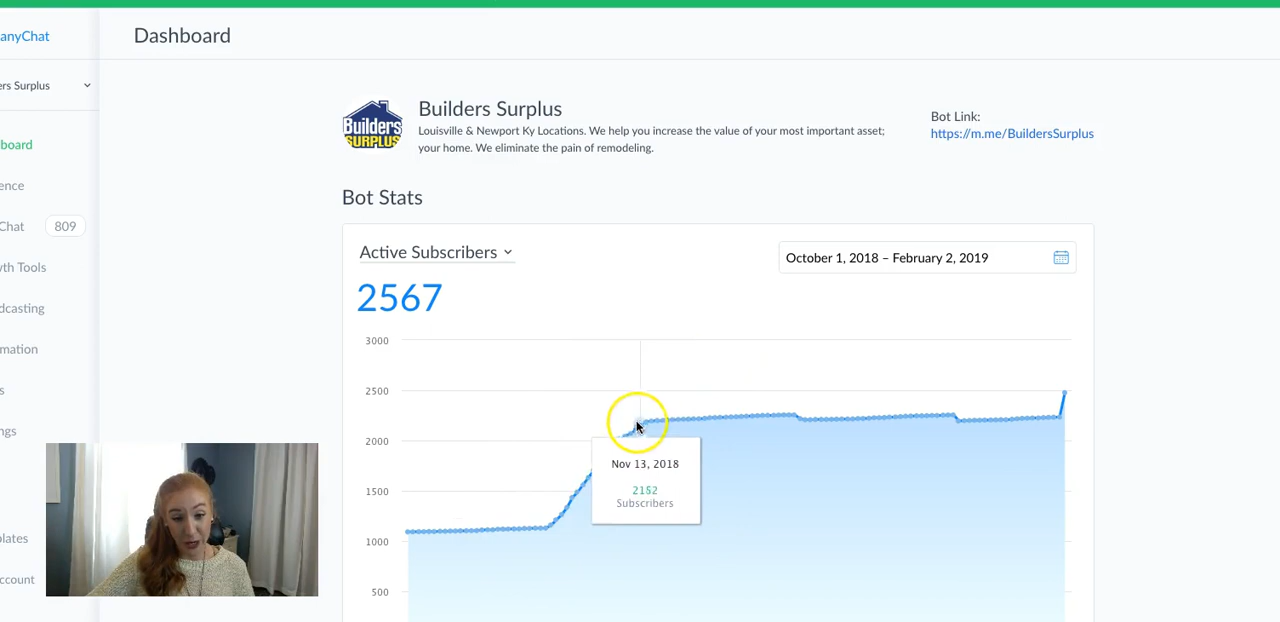 anyChat
Dashboard
ers Surplus
board
ence
Chat 809
th Tools
dcasting
mation
s
ngs
plates
ccount
Builders SURPLUS
Builders Surplus
Louisville & Newport Ky Locations. We help you increase the value of your most important asset;
your home. We eliminate the pain of remodeling.
Bot Link:
https://m.me/BuildersSurplus
Bot Stats
Active Subscribers
October 1, 2018 – February 2, 2019
2567
3000
2500
2000
1500
1000
500
Nov 13, 2018
2152
Subscribers